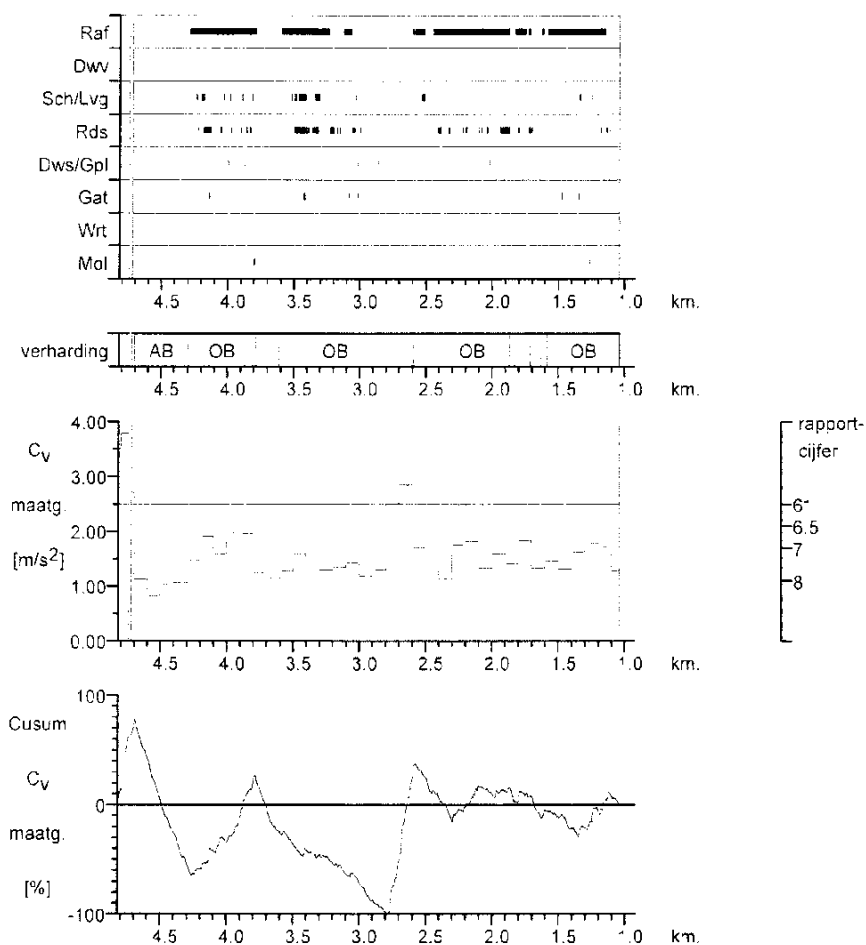 Raf
Dwv
Sch/Lvg
Rds
Dws/Gpl
Gat
Wrt
Mol
4.5 4.0 3.5 3.0 2.5 2.0 1.5 1.0 km.
verharding AB OB OB OB OB
4.5 4.0 3.5 3.0 2.5 2.0 1.5 1.0 km.
4.00 rapport-
Cv cijfer
3.00
maatg. 6-
6.5
2.00
[m/s2] 7
1.00 8
0.00
4.5 4.0 3.5 3.0 2.5 2.0 1.5 1.0 km.
100
Cusum
Cv
0
maatg.
[%]
-100
4.5 4.0 3.5 3.0 2.5 2.0 1.5 1.0 km.